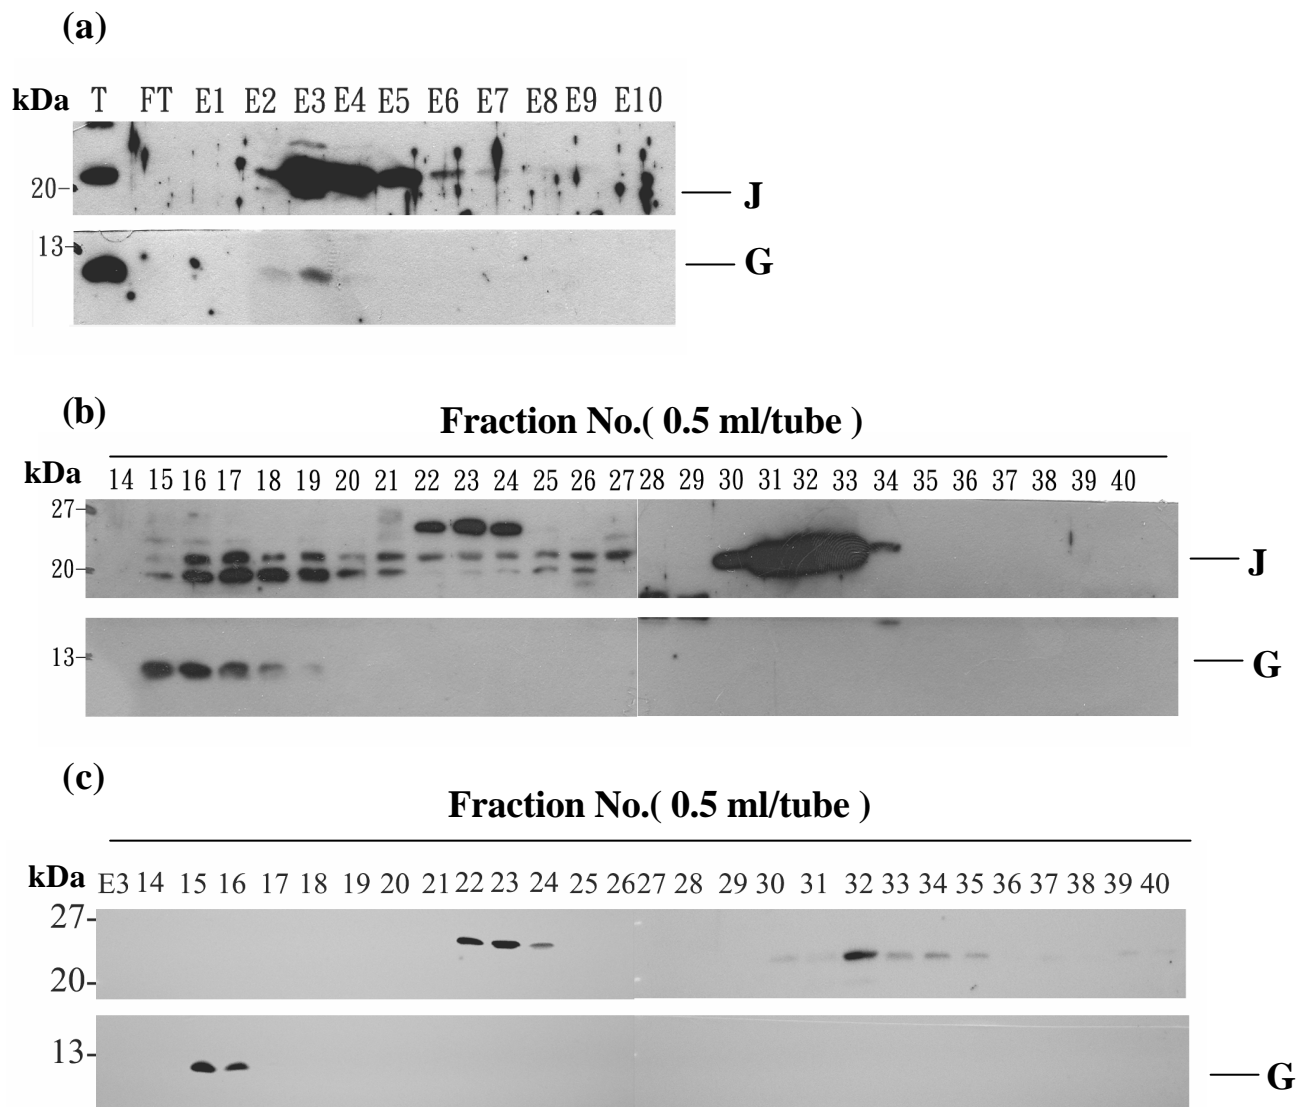 (a)
kDa T FT E1 E2 E3 E4 E5 E6 E7 E8 E9 E10
20- J
13- G
(b)
Fraction No.( 0.5 ml/tube )
kDa 14 15 16 17 18 19 20 21 22 23 24 25 26 27 28 29 30 31 32 33 34 35 36 37 38 39 40
27-
20- J
13- G
(c)
Fraction No.( 0.5 ml/tube )
kDa E3 14 15 16 17 18 19 20 21 22 23 24 25 26 27 28 29 30 31 32 33 34 35 36 37 38 39 40
27-
20-
13-
G